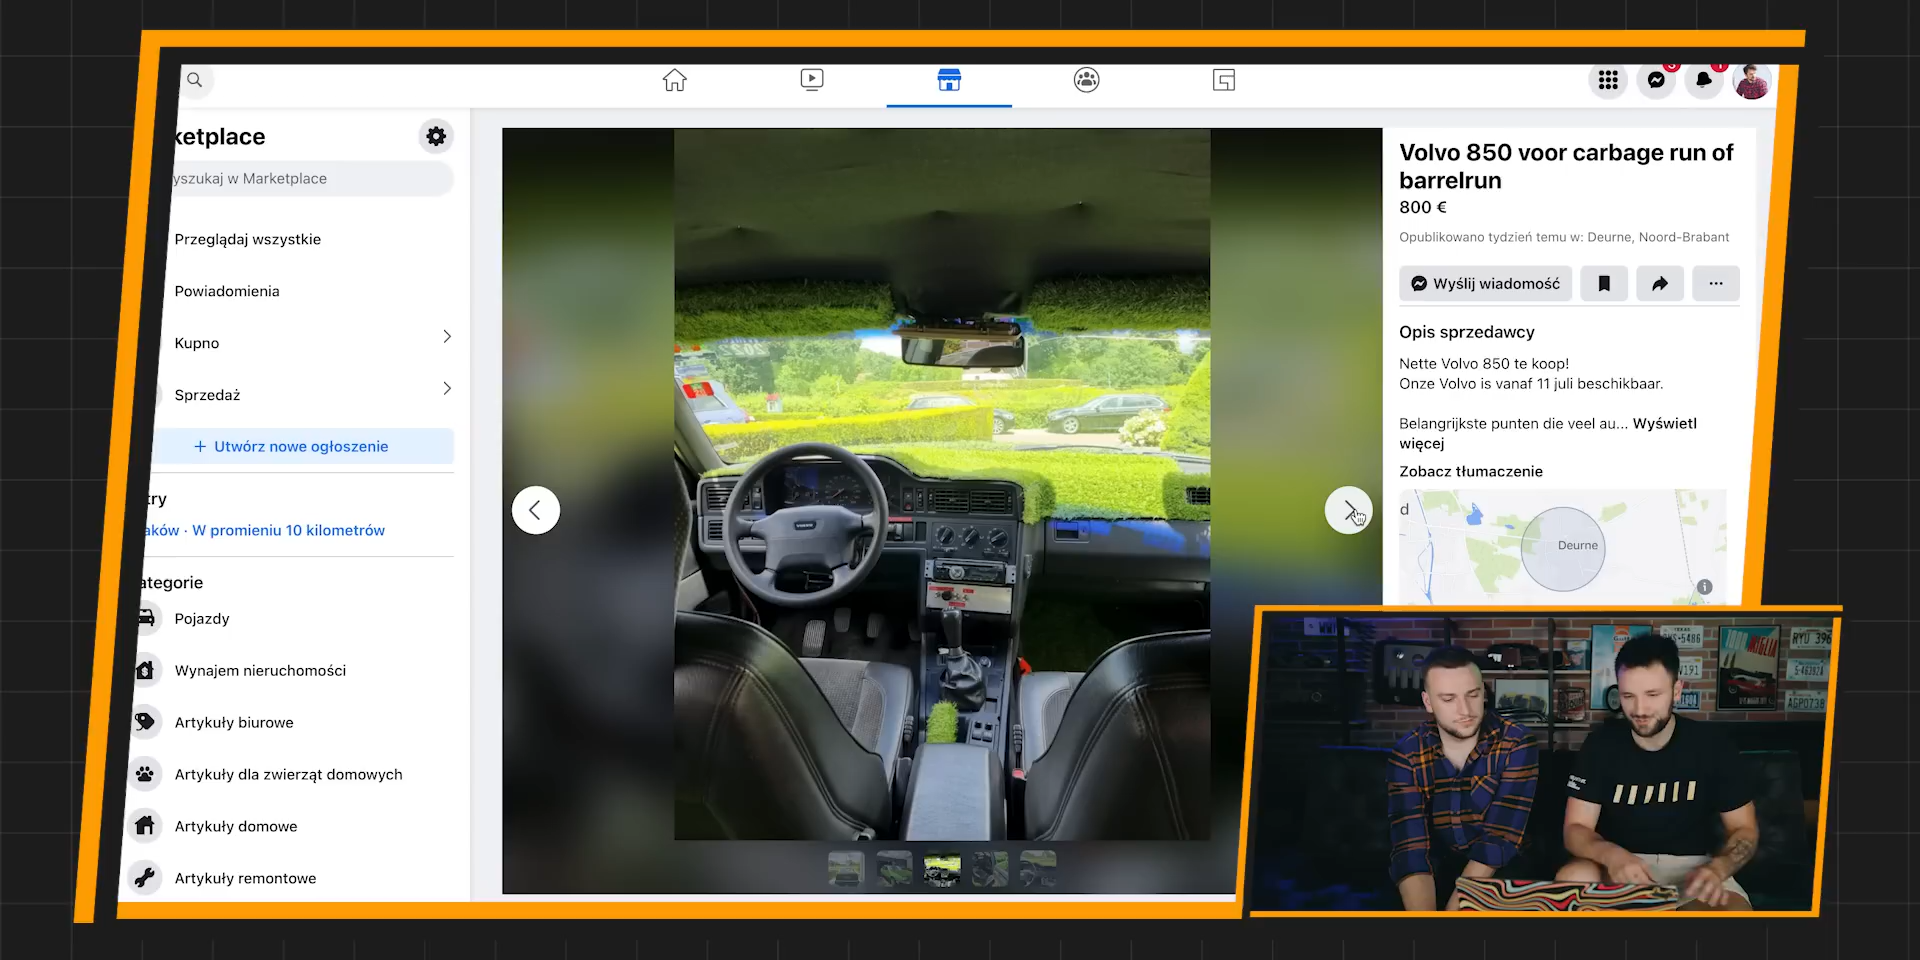 ketplace
yszukaj w Marketplace
Przeglądaj wszystkie
Powiadomienia
Kupno
Sprzedaż
+ Utwórz nowe ogłoszenie
try
aków · W promieniu 10 kilometrów
ategorie
Pojazdy
Wynajem nieruchomości
Artykuły biurowe
Artykuły dla zwierząt domowych
Artykuły domowe
Artykuły remontowe
VOLVO
Volvo 850 voor carbage run of
barrelrun
800 €
Opublikowano tydzień temu w: Deurne, Noord-Brabant
Wyślij wiadomość
Opis sprzedawcy
Nette Volvo 850 te koop!
Onze Volvo is vanaf 11 juli beschikbaar.
Belangrijkste punten die veel au... Wyświetl
więcej
Zobacz tłumaczenie
d
Deurne